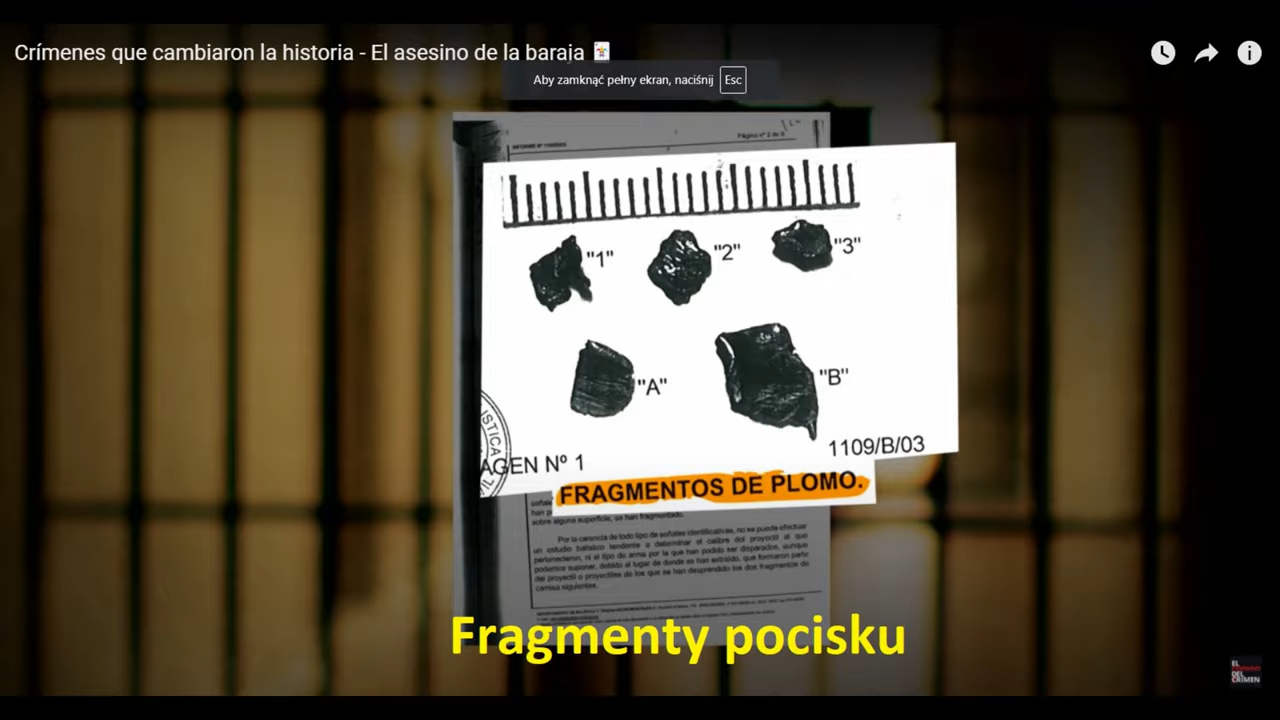 Crímenes que cambiaron la historia - El asesino de la baraja 🃏
Aby zamknąć pełny ekran, naciśnij Esc
Página nº 2 de 6
"1"
"2"
"3"
"A"
"B"
ISTICA
AGEN Nº 1
1109/B/03
FRAGMENTOS DE PLOMO.
señale
han p
sobre alguna superficie, se han fragmentado.
Por la carencia de todo tipo de señales identificativas, no se puede efectuar
un estudio balístico tendente a determinar el calibre del proyectil al que
pertenecieron, ni el tipo de arma por la que han podido ser disparados, aunque
podemos suponer, debido al lugar de donde se han extraído, que formaron parte
del proyectil o proyectiles de los que se han desprendido los dos fragmentos de
camisa siguientes.
Fragmenty pocisku
EL
DEL
CRIMEN